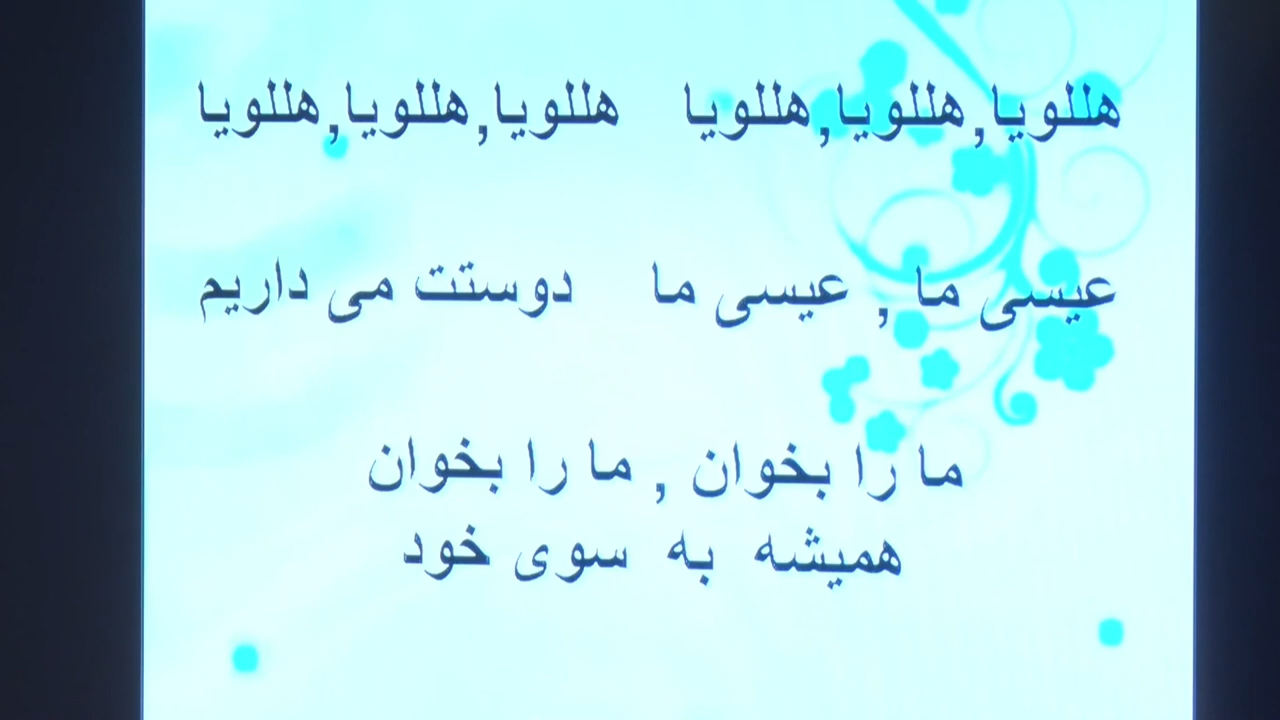 هللویا,هللویا,هللویا هللویا,هللویا,هللویا
عیسی ما , عیسی ما دوستت می داریم
ما را بخوان , ما را بخوان
همیشه به سوی خود